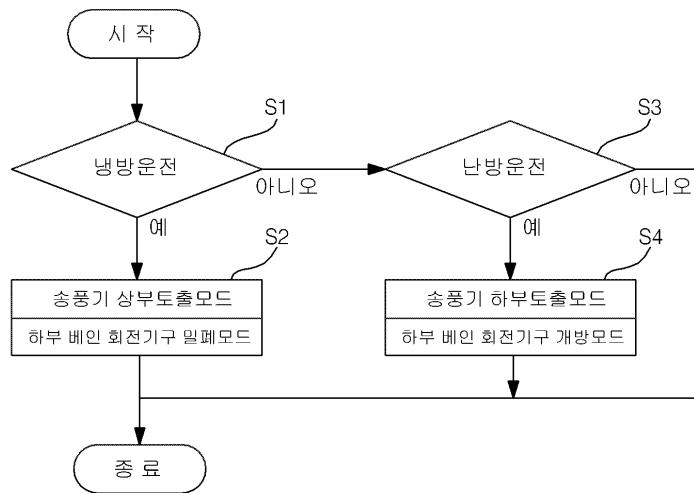 시 작
S1
S3
냉방운전
난방운전
아니오
아니오
예
예
S2
S4
송풍기 상부토출모드
송풍기 하부토출모드
하부 베인 회전기구 밀폐모드
하부 베인 회전기구 개방모드
종 료